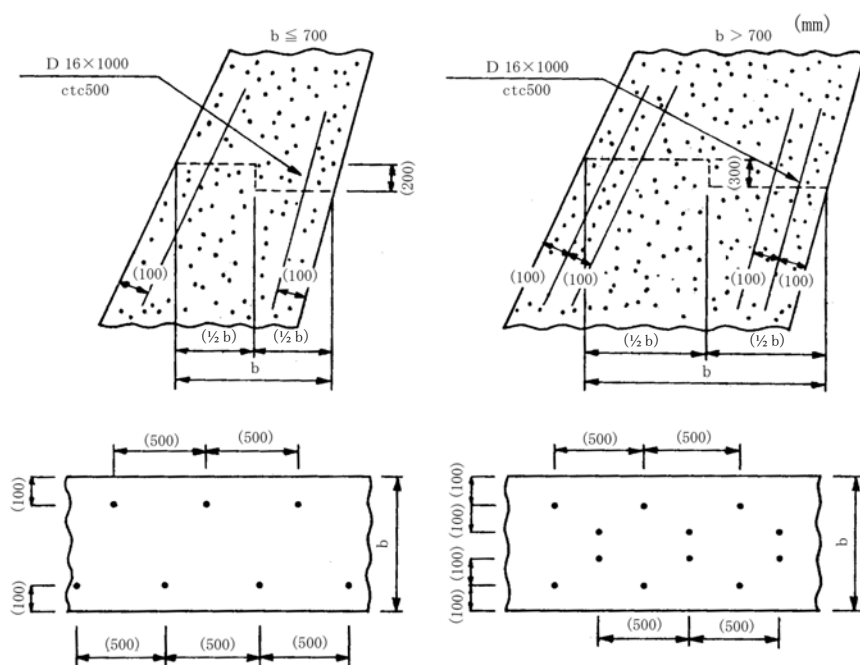 (mm)
b ≦ 700
D 16×1000
ctc500
(200)
(100)
(100)
(½ b)
(½ b)
b
b > 700
D 16×1000
ctc500
(300)
(100)
(100)
(100)
(100)
(½ b)
(½ b)
b
(500)
(500)
(100)
b
(100)
(500)
(500)
(500)
(500)
(500)
(100)
(100)
b
(100)
(100)
(500)
(500)